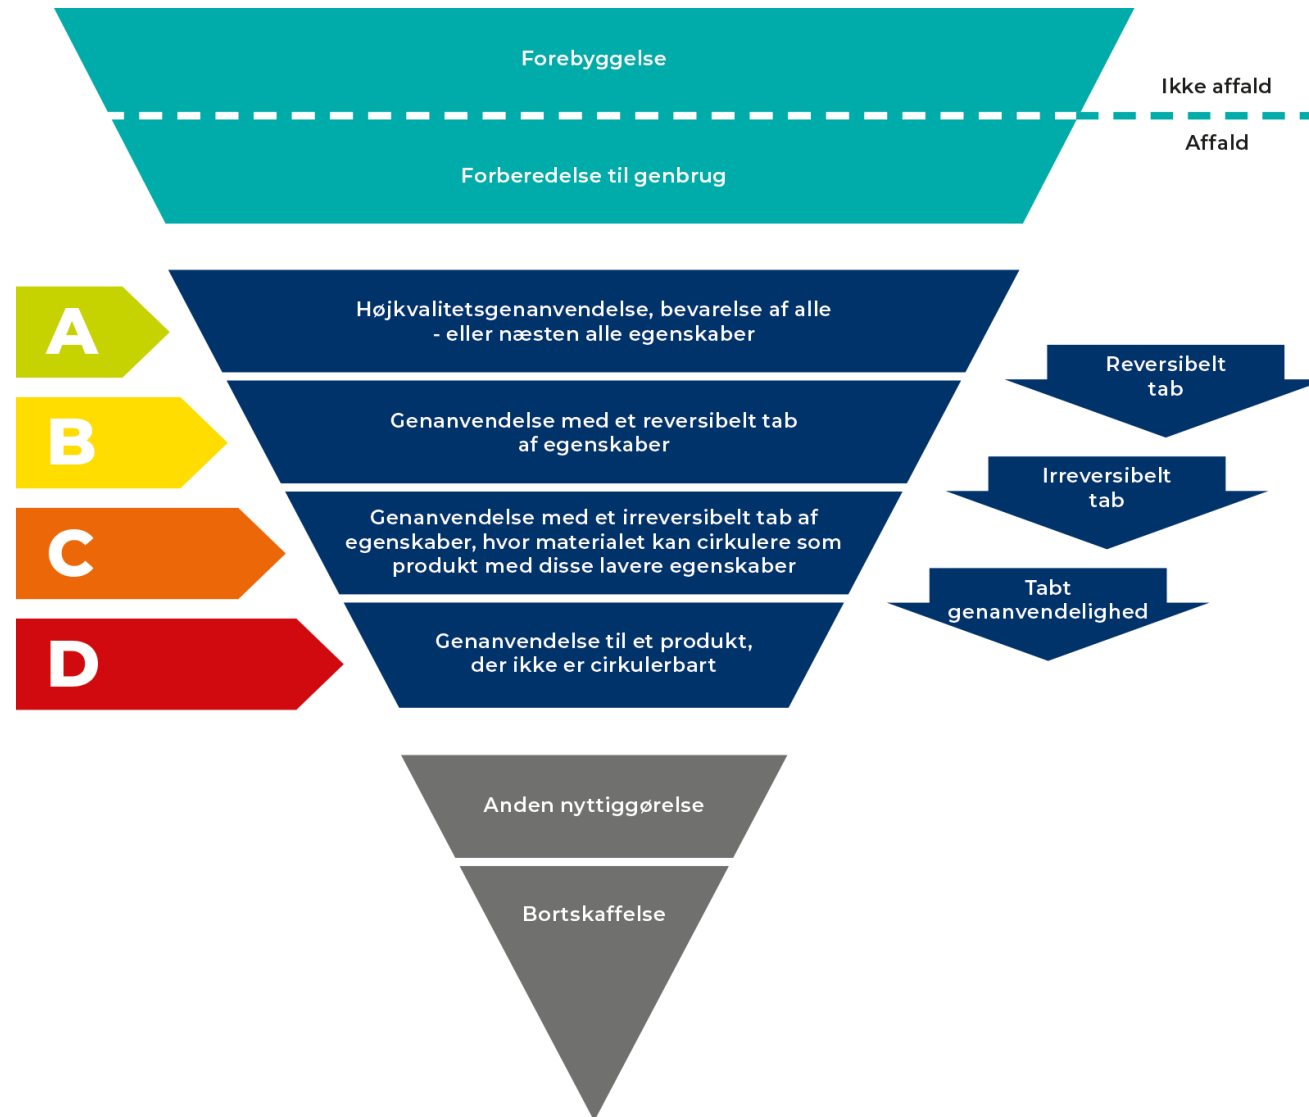 Forebyggelse
Ikke affald
Affald
Forberedelse til genbrug
A
Højkvalitetsgenanvendelse, bevarelse af alle
- eller næsten alle egenskaber
Reversibelt
tab
B
Genanvendelse med et reversibelt tab
af egenskaber
Irreversibelt
tab
C
Genanvendelse med et irreversibelt tab af
egenskaber, hvor materialet kan cirkulere som
produkt med disse lavere egenskaber
Tabt
genanvendelighed
D
Genanvendelse til et produkt,
der ikke er cirkulerbart
Anden nyttiggørelse
Bortskaffelse